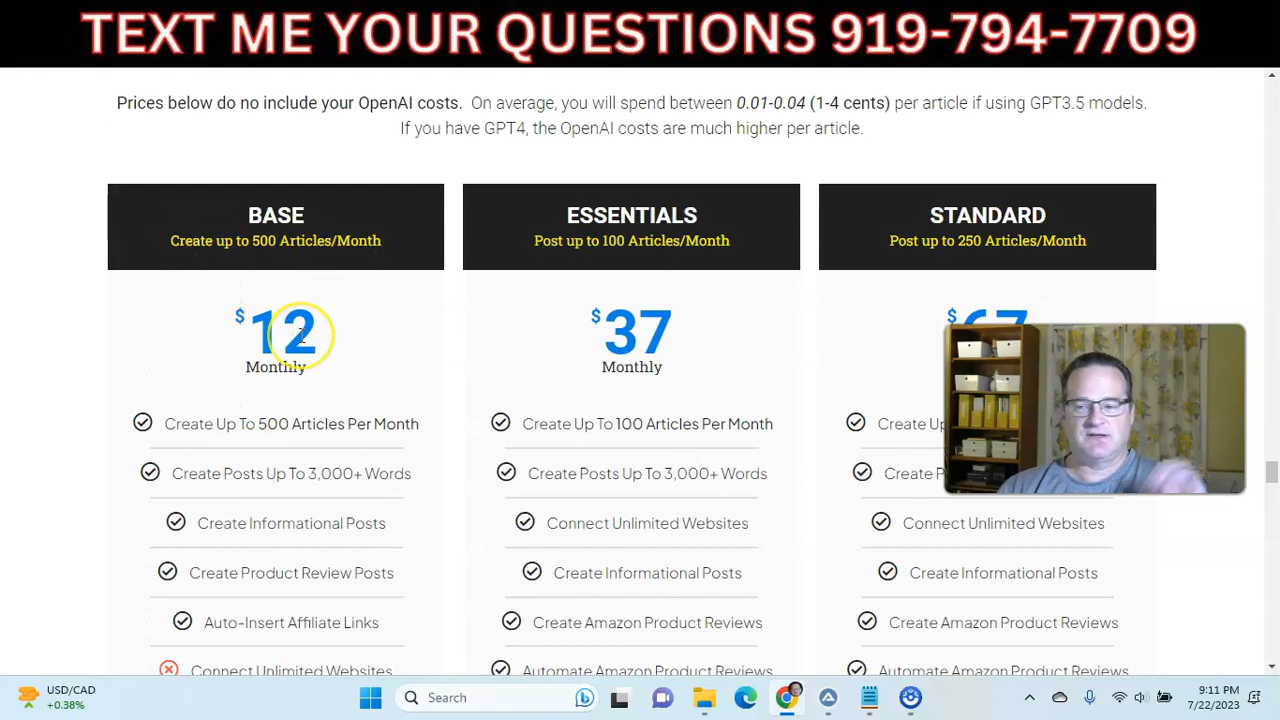 TEXT ME YOUR QUESTIONS 919-794-7709
Prices below do no include your OpenAI costs. On average, you will spend between 0.01-0.04 (1-4 cents) per article if using GPT3.5 models.
If you have GPT4, the OpenAI costs are much higher per article.
BASE
Create up to 500 Articles/Month
$12
Monthly
Create Up To 500 Articles Per Month
Create Posts Up To 3,000+ Words
Create Informational Posts
Create Product Review Posts
Auto-Insert Affiliate Links
Connect Unlimited Websites
ESSENTIALS
Post up to 100 Articles/Month
$37
Monthly
Create Up To 100 Articles Per Month
Create Posts Up To 3,000+ Words
Connect Unlimited Websites
Create Informational Posts
Create Amazon Product Reviews
Automate Amazon Product Reviews
STANDARD
Post up to 250 Articles/Month
$67
Create
Create
Connect Unlimited Websites
Create Informational Posts
Create Amazon Product Reviews
Automate Amazon Product Reviews
USD/CAD
+0.38%
Search
9:11 PM
7/22/2023